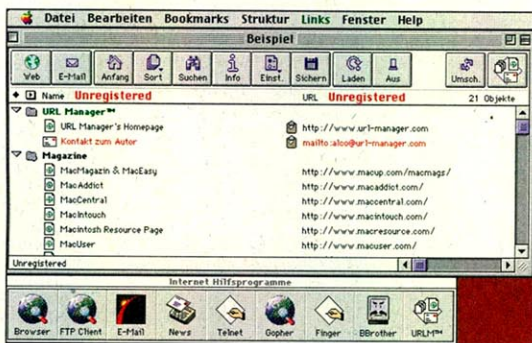 Datei Bearbeiten Bookmarks Struktur Links Fenster Help
Beispiel
Web E-Mail Anfang Sort Suchen Info Einst. Sichern Laden Aus Umsch.
Name Unregistered URL Unregistered 21 Objekte
URL Manager™
URL Manager's Homepage http://www.url-manager.com
Kontakt zum Autor mailto:alco@url-manager.com
Magazine
MacMagazin & MacEasy http://www.macup.com/macmags/
MacAddict http://www.macaddict.com/
MacCentral http://www.maccentral.com/
MacIntouch http://www.macintouch.com/
Macintosh Resource Page http://www.macresource.com/
MacUser http://www.macuser.com/
Unregistered
Internet Hilfsprogramme
Browser FTP Client E-Mail News Telnet Gopher Finger BBrother URLM™